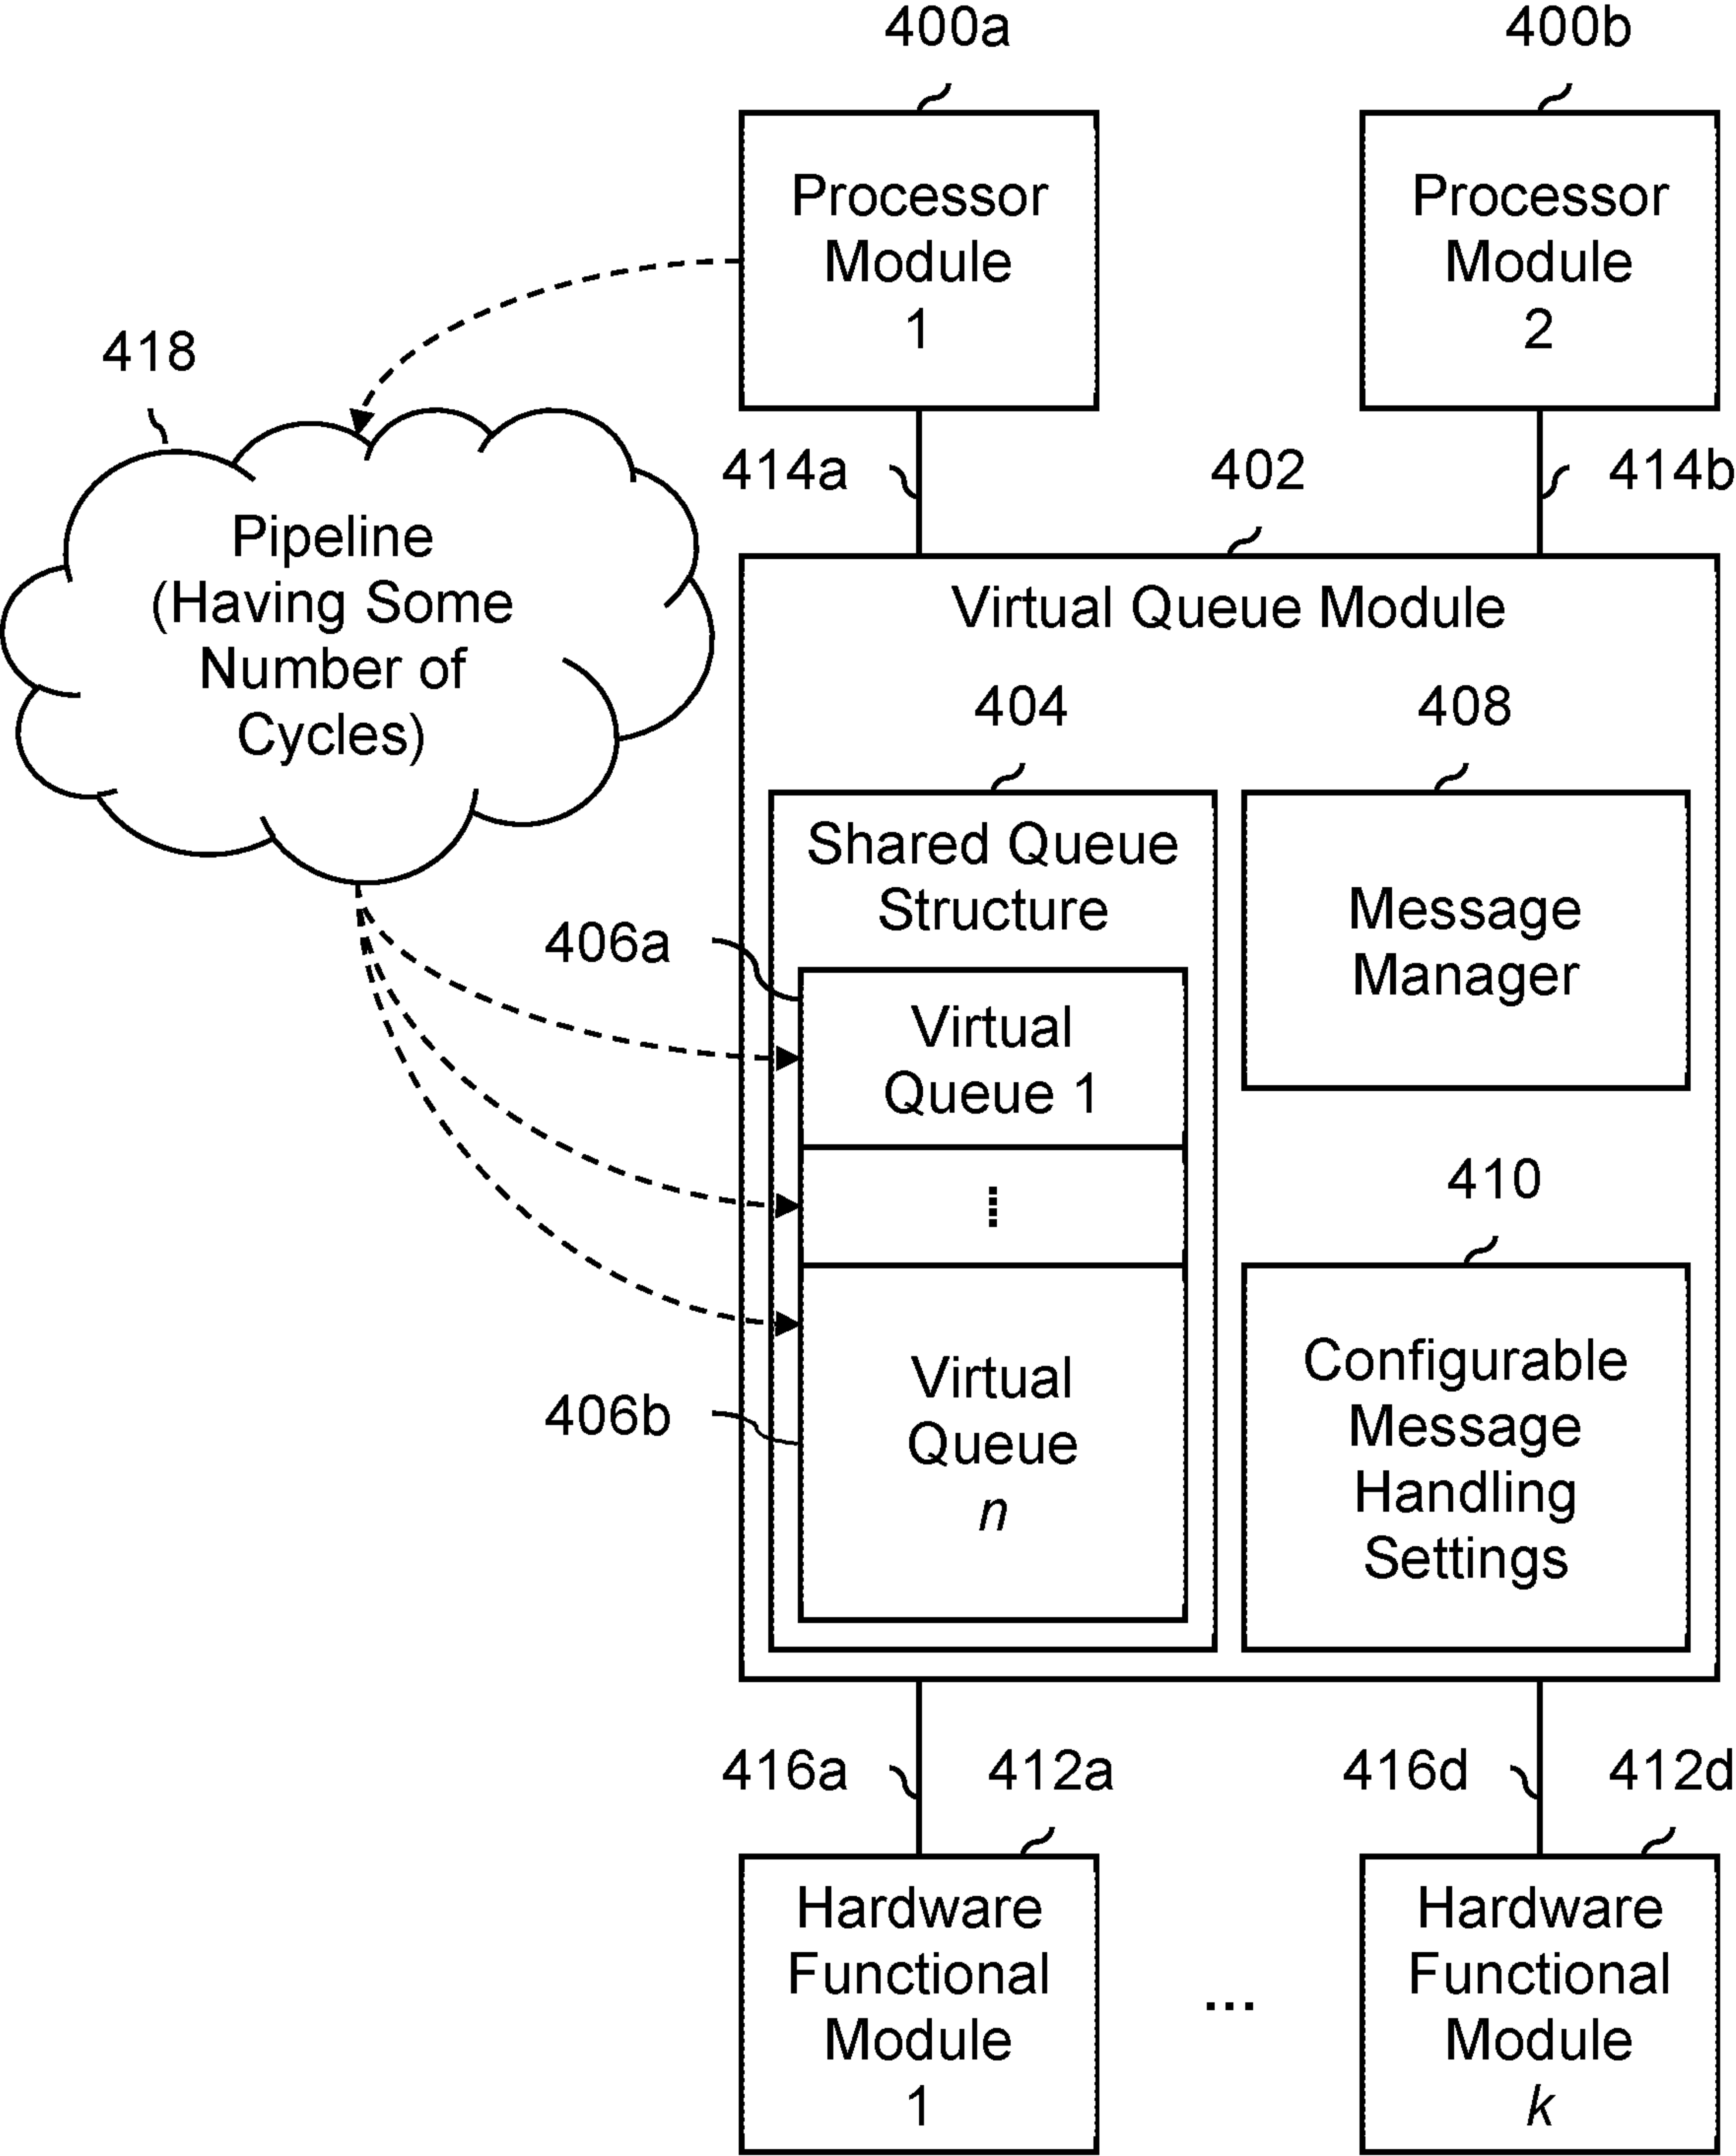 400a
400b
Processor
Module
1
Processor
Module
2
418
414a
402
414b
Pipeline
(Having Some
Number of
Cycles)
Virtual Queue Module
404
408
Shared Queue
Structure
Message
Manager
406a
Virtual
Queue 1
410
Configurable
Message
Handling
Settings
406b
Virtual
Queue
n
416a
412a
416d
412d
Hardware
Functional
Module
1
...
Hardware
Functional
Module
k